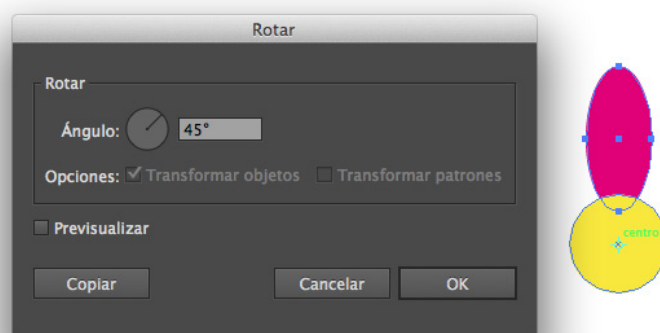 Rotar
Rotar
Ángulo: 45°
Opciones: Transformar objetos Transformar patrones
Previsualizar
Copiar Cancelar OK
centro